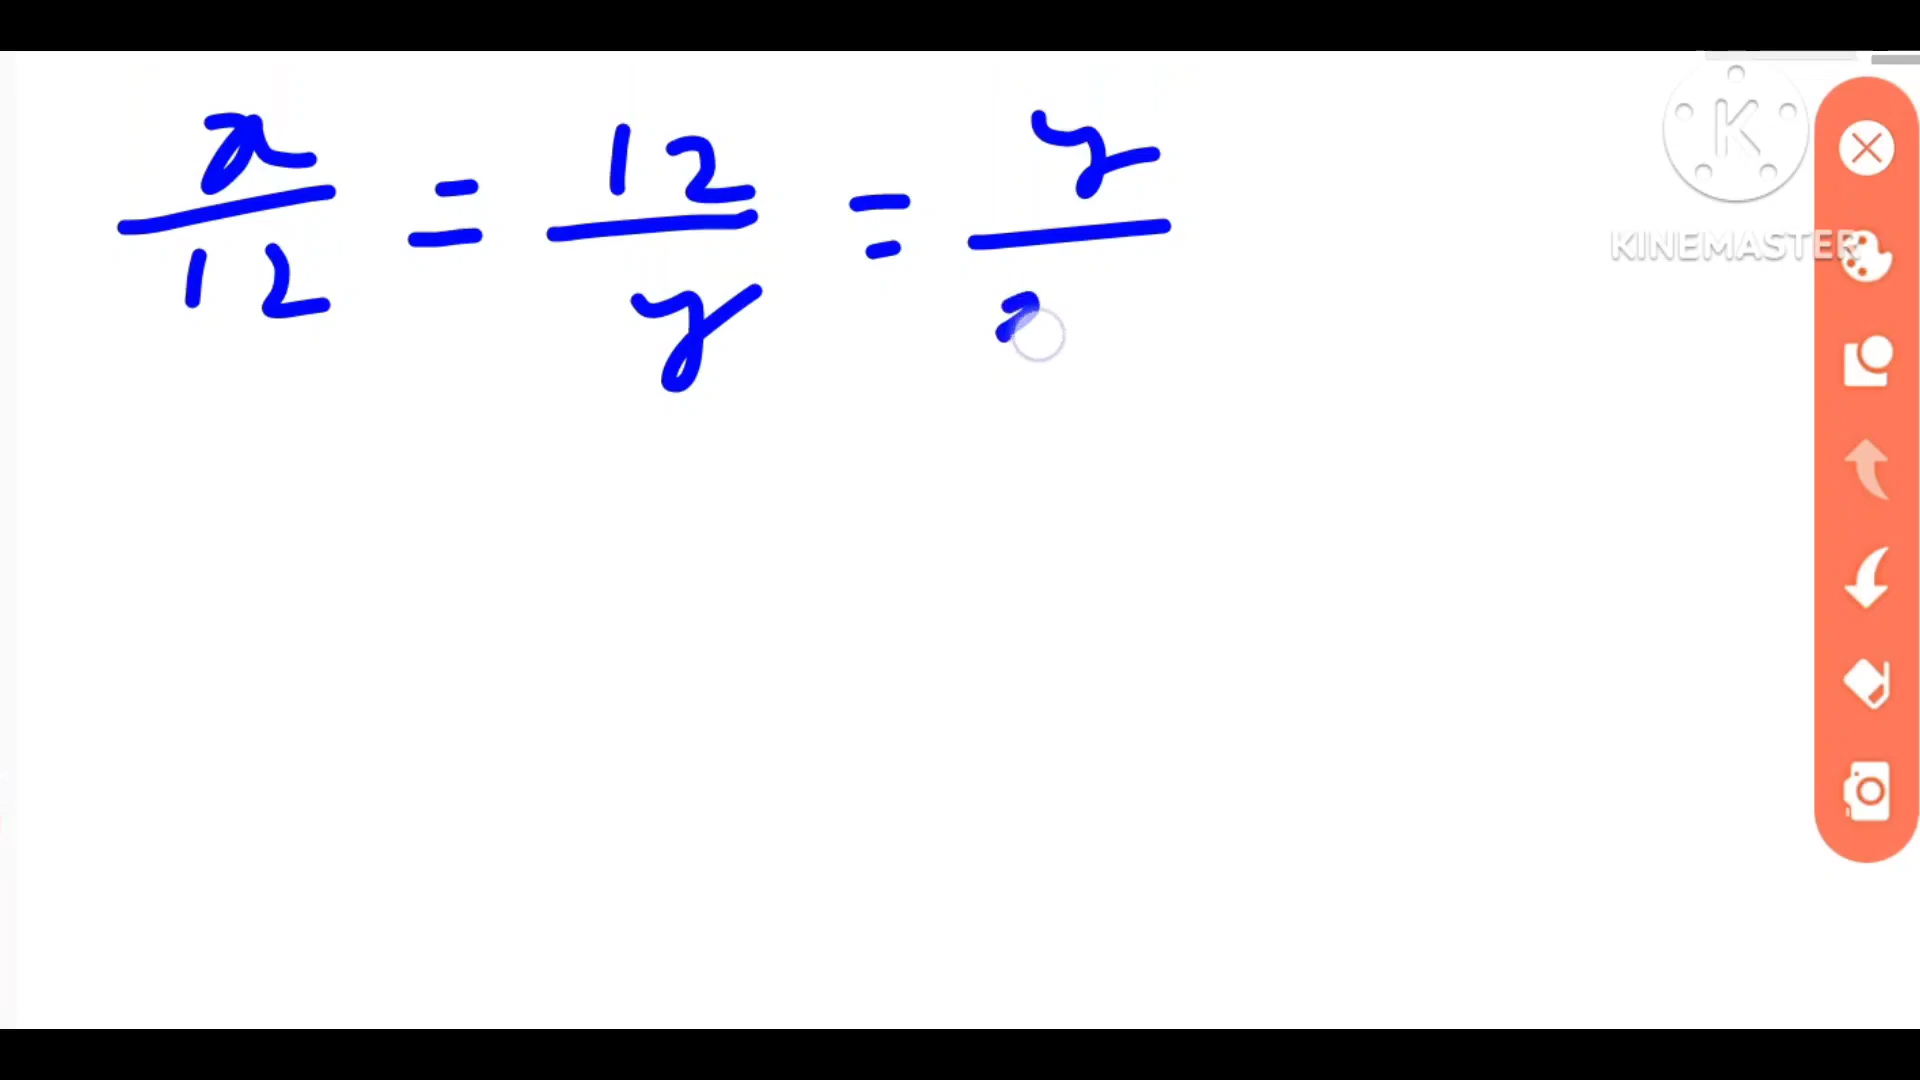 x/12 = 12/y = y/
KINEMASTER